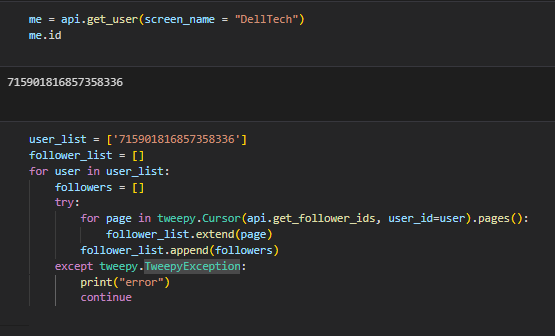 me = api.get_user(screen_name = "DellTech")
me.id
715901816857358336
user_list = ['715901816857358336']
follower_list = []
for user in user_list:
    followers = []
    try:
        for page in tweepy.Cursor(api.get_follower_ids, user_id=user).pages():
            follower_list.extend(page)
        follower_list.append(followers)
    except tweepy.TweepyException:
        print("error")
        continue